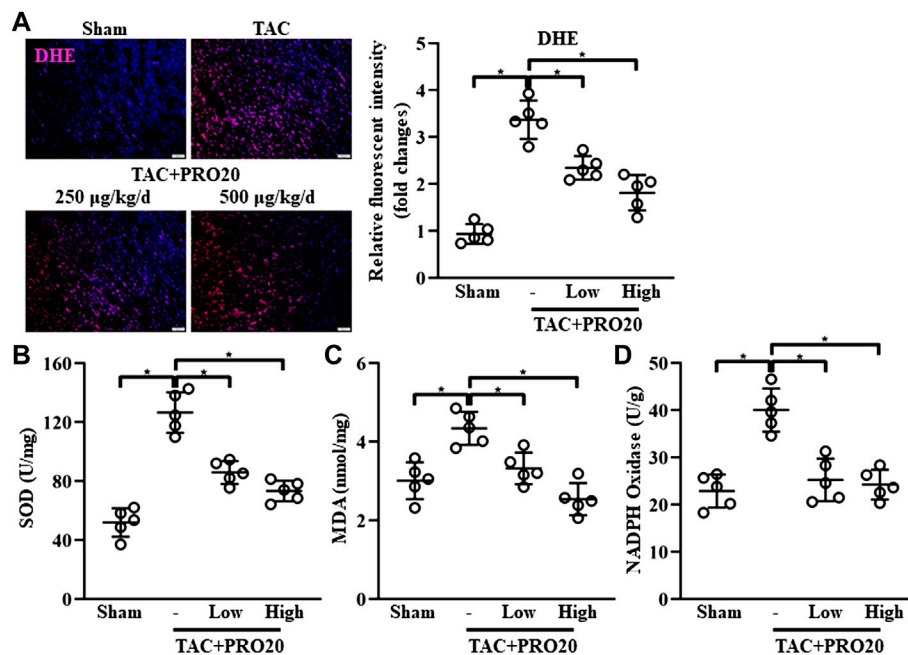 A
Sham
TAC
DHE
TAC+PRO20
250 µg/kg/d
500 µg/kg/d
DHE
Relative fluorescent intensity
(fold changes)
5
4
3
2
1
0
*
*
*
Sham
-
Low
High
TAC+PRO20
B
SOD (U/mg)
160
120
80
40
0
*
*
*
Sham
-
Low
High
TAC+PRO20
C
MDA (nmol/mg)
6
4
2
0
*
*
*
Sham
-
Low
High
TAC+PRO20
D
NADPH Oxidase (U/g)
50
40
30
20
10
0
*
*
*
Sham
-
Low
High
TAC+PRO20